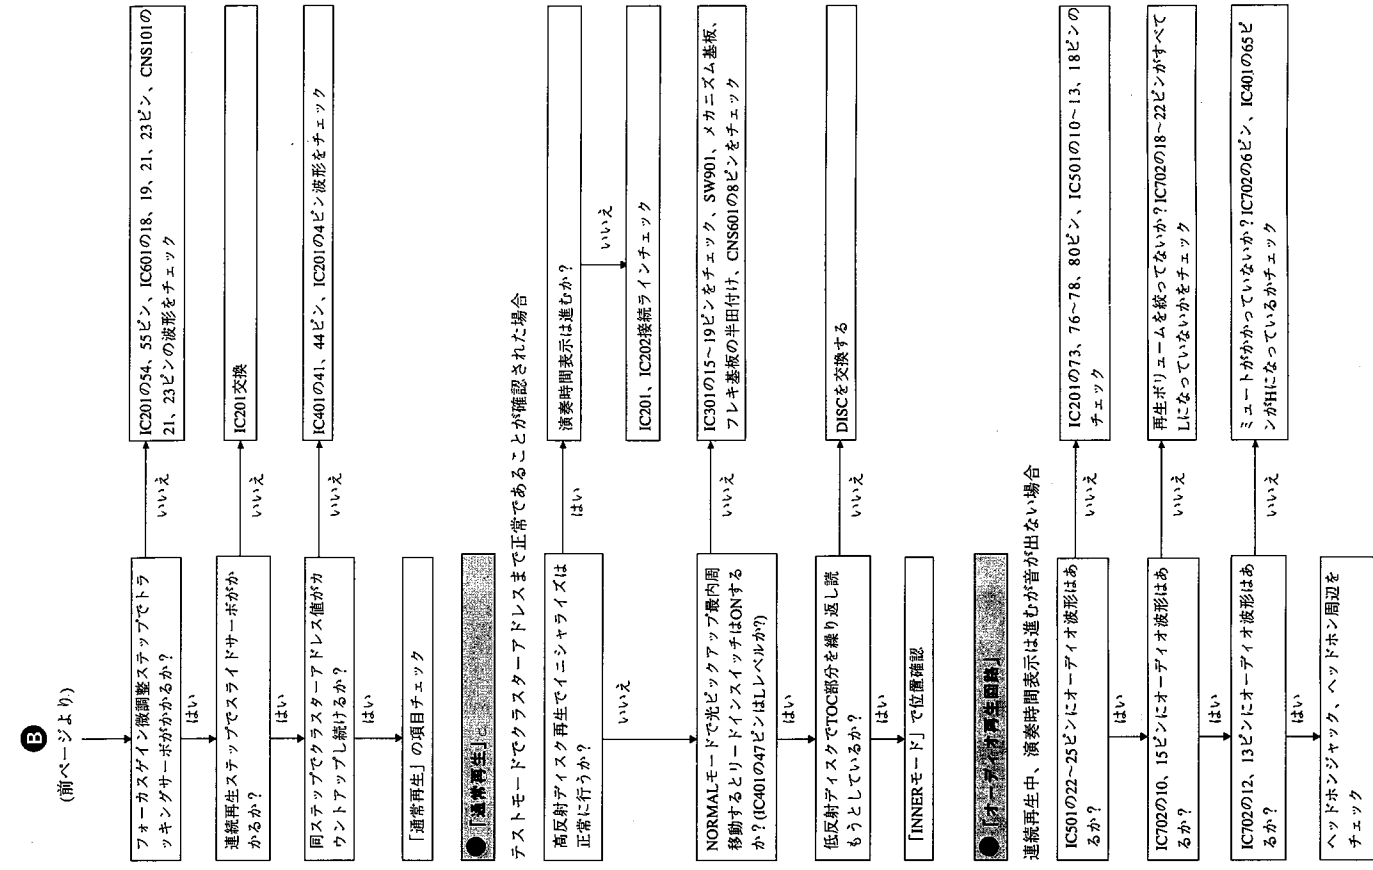 B
(前ページより)
フォーカスゲイン微調整ステップでトラ
ッキングサーボがかかるか？
いいえ
IC201の54、55ピン、IC601の18、19、21、23ピン、CNS101の
21、23ピンの波形をチェック
はい
連続再生ステップでスライドサーボがか
かるか？
いいえ
IC201交換
はい
同ステップでクラスターアドレス値がカ
ウントアップし続けるか？
いいえ
IC401の41、44ピン、IC201の4ピン波形をチェック
はい
「通常再生」の項目チェック
●「通常再生」
テストモードでクラスターアドレスまで正常であることが確認された場合
高反射ディスク再生でイニシャライズは
正常に行うか？
はい
演奏時間表示は進むか？
いいえ
IC201、IC202接続ラインチェック
いいえ
NORMALモードで光ピックアップ最内周
移動するとリードインスイッチはONする
か？(IC401の47ピンはLレベルか?)
いいえ
IC301の15～19ピンをチェック、SW901、メカニズム基板、
フレキ基板の半田付け、CNS601の8ピンをチェック
はい
低反射ディスクでTOC部分を繰り返し読
もうとしているか？
いいえ
DISCを交換する
はい
「INNERモード」で位置確認
●「オーディオ再生回路」
連続再生中、演奏時間表示は進むが音が出ない場合
IC501の22～25ピンにオーディオ波形はあ
るか？
いいえ
IC201の73、76～78、80ピン、IC501の10～13、18ピンの
チェック
はい
IC702の10、15ピンにオーディオ波形はあ
るか？
いいえ
再生ボリュームを絞ってないか？IC702の18～22ピンがすべて
Lになっていないかをチェック
はい
IC702の12、13ピンにオーディオ波形はあ
るか？
いいえ
ミュートがかかっていないか？IC702の6ピン、IC401の65ピ
ンがHになっているかチェック
はい
ヘッドホンジャック、ヘッドホン周辺を
チェック